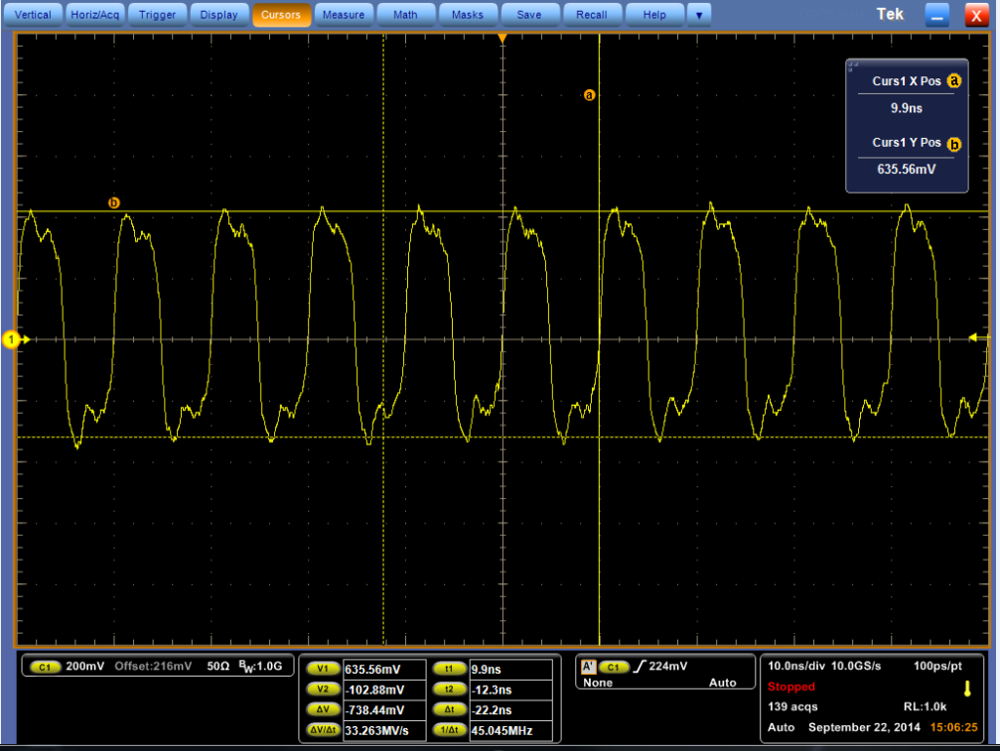 Vertical Horiz/Acq Trigger Display Cursors Measure Math Masks Save Recall Help ▼ Tek X
Curs1 X Pos a
9.9ns
Curs1 Y Pos b
635.56mV
a
b
1
C1 200mV Offset:216mV 50Ω BW:1.0G
V1 635.56mV t1 9.9ns
V2 -102.88mV t2 -12.3ns
ΔV -738.44mV Δt -22.2ns
ΔV/Δt 33.263MV/s 1/Δt 45.045MHz
A' C1 224mV
None Auto
10.0ns/div 10.0GS/s 100ps/pt
Stopped
139 acqs RL:1.0k
Auto September 22, 2014 15:06:25